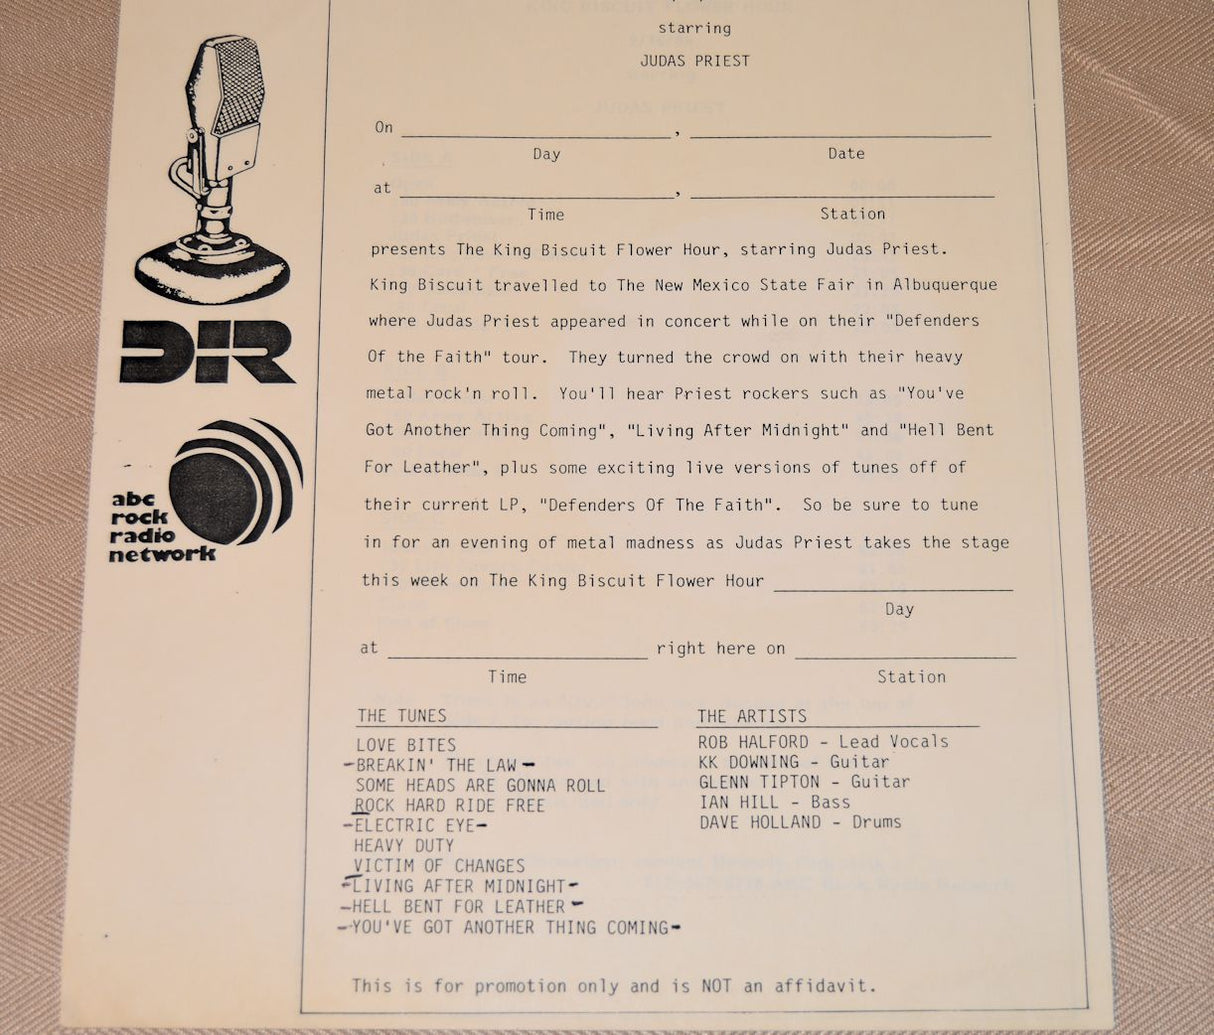 starring
JUDAS PRIEST
On ____________, ____________
Day Date
at ____________, ____________
Time Station
presents The King Biscuit Flower Hour, starring Judas Priest.
King Biscuit travelled to The New Mexico State Fair in Albuquerque
where Judas Priest appeared in concert while on their "Defenders
Of the Faith" tour. They turned the crowd on with their heavy
metal rock'n roll. You'll hear Priest rockers such as "You've
Got Another Thing Coming", "Living After Midnight" and "Hell Bent
For Leather", plus some exciting live versions of tunes off of
their current LP, "Defenders Of The Faith". So be sure to tune
in for an evening of metal madness as Judas Priest takes the stage
this week on The King Biscuit Flower Hour ____________
Day
at ____________ right here on ____________
Time Station
DIR
abc
rock
radio
network
THE TUNES
LOVE BITES
-BREAKIN' THE LAW-
SOME HEADS ARE GONNA ROLL
ROCK HARD RIDE FREE
-ELECTRIC EYE-
HEAVY DUTY
VICTIM OF CHANGES
-LIVING AFTER MIDNIGHT-
-HELL BENT FOR LEATHER-
-YOU'VE GOT ANOTHER THING COMING-
THE ARTISTS
ROB HALFORD - Lead Vocals
KK DOWNING - Guitar
GLENN TIPTON - Guitar
IAN HILL - Bass
DAVE HOLLAND - Drums
This is for promotion only and is NOT an affidavit.